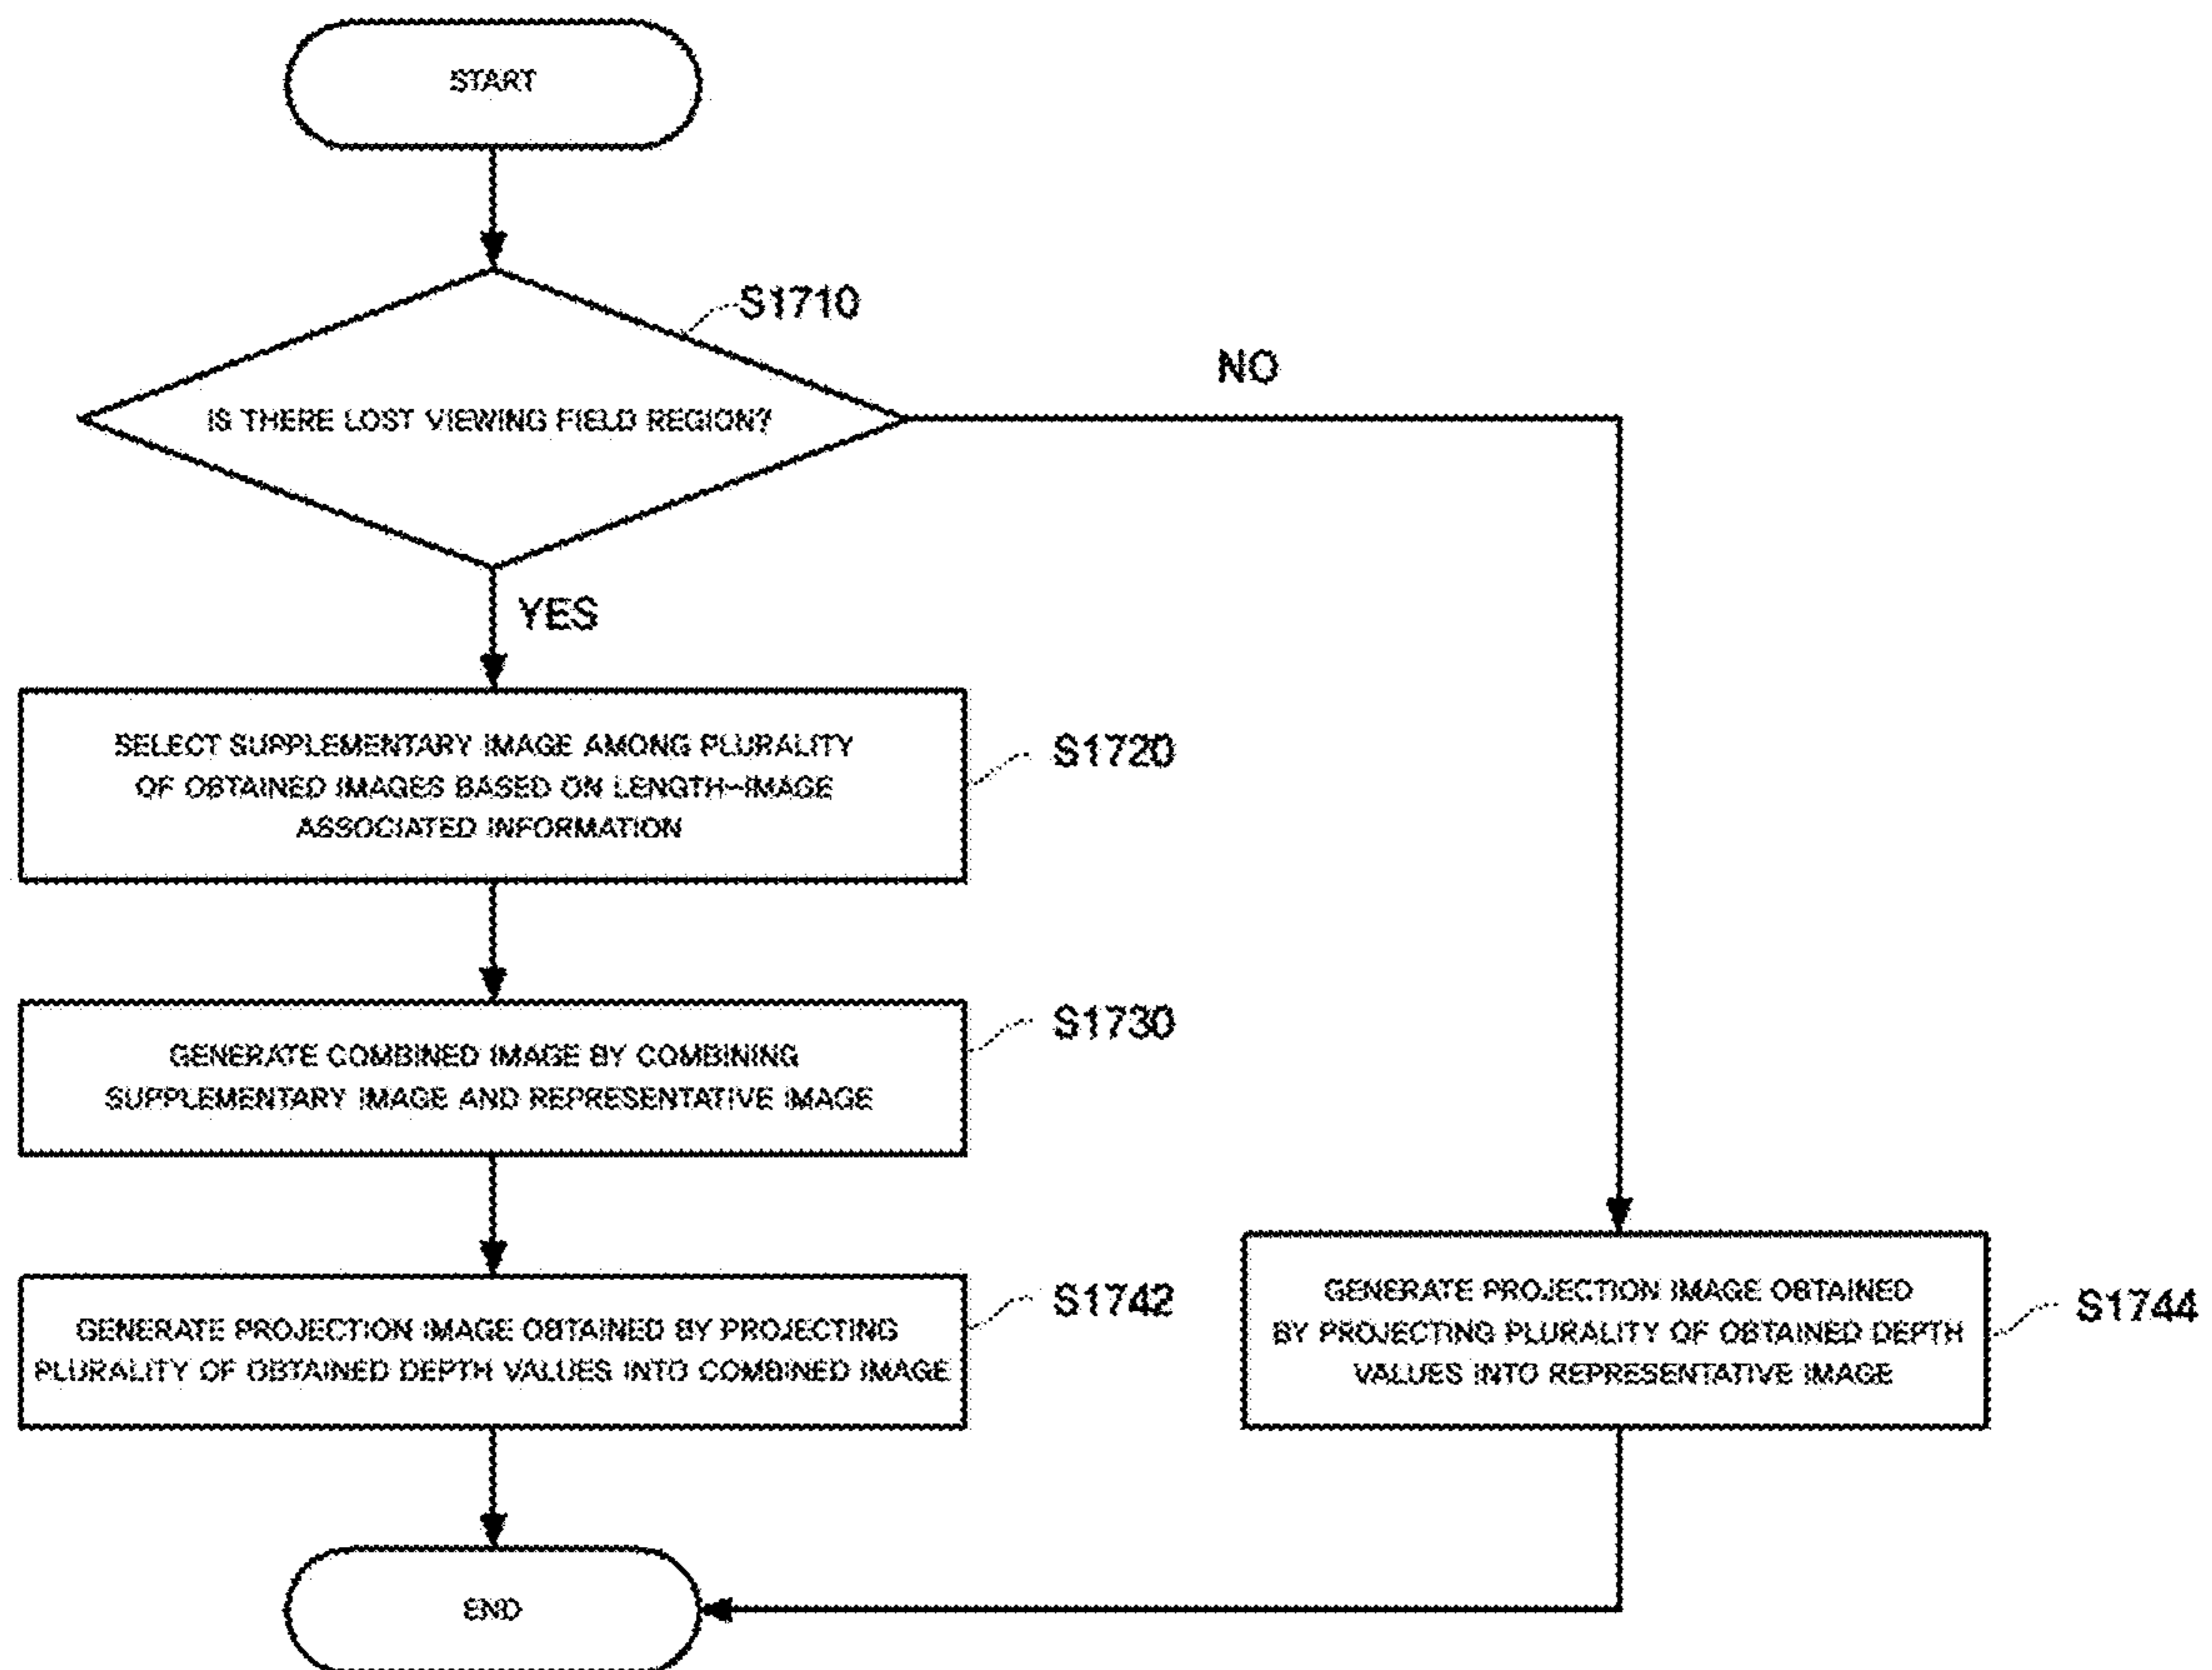 START
S1710
IS THERE LOST VIEWING FIELD REGION?
NO
YES
SELECT SUPPLEMENTARY IMAGE AMONG PLURALITY
OF OBTAINED IMAGES BASED ON LENGTH-IMAGE
ASSOCIATED INFORMATION
S1720
GENERATE COMBINED IMAGE BY COMBINING
SUPPLEMENTARY IMAGE AND REPRESENTATIVE IMAGE
S1730
GENERATE PROJECTION IMAGE OBTAINED BY PROJECTING
PLURALITY OF OBTAINED DEPTH VALUES INTO COMBINED IMAGE
S1742
GENERATE PROJECTION IMAGE OBTAINED
BY PROJECTING PLURALITY OF OBTAINED DEPTH
VALUES INTO REPRESENTATIVE IMAGE
S1744
END